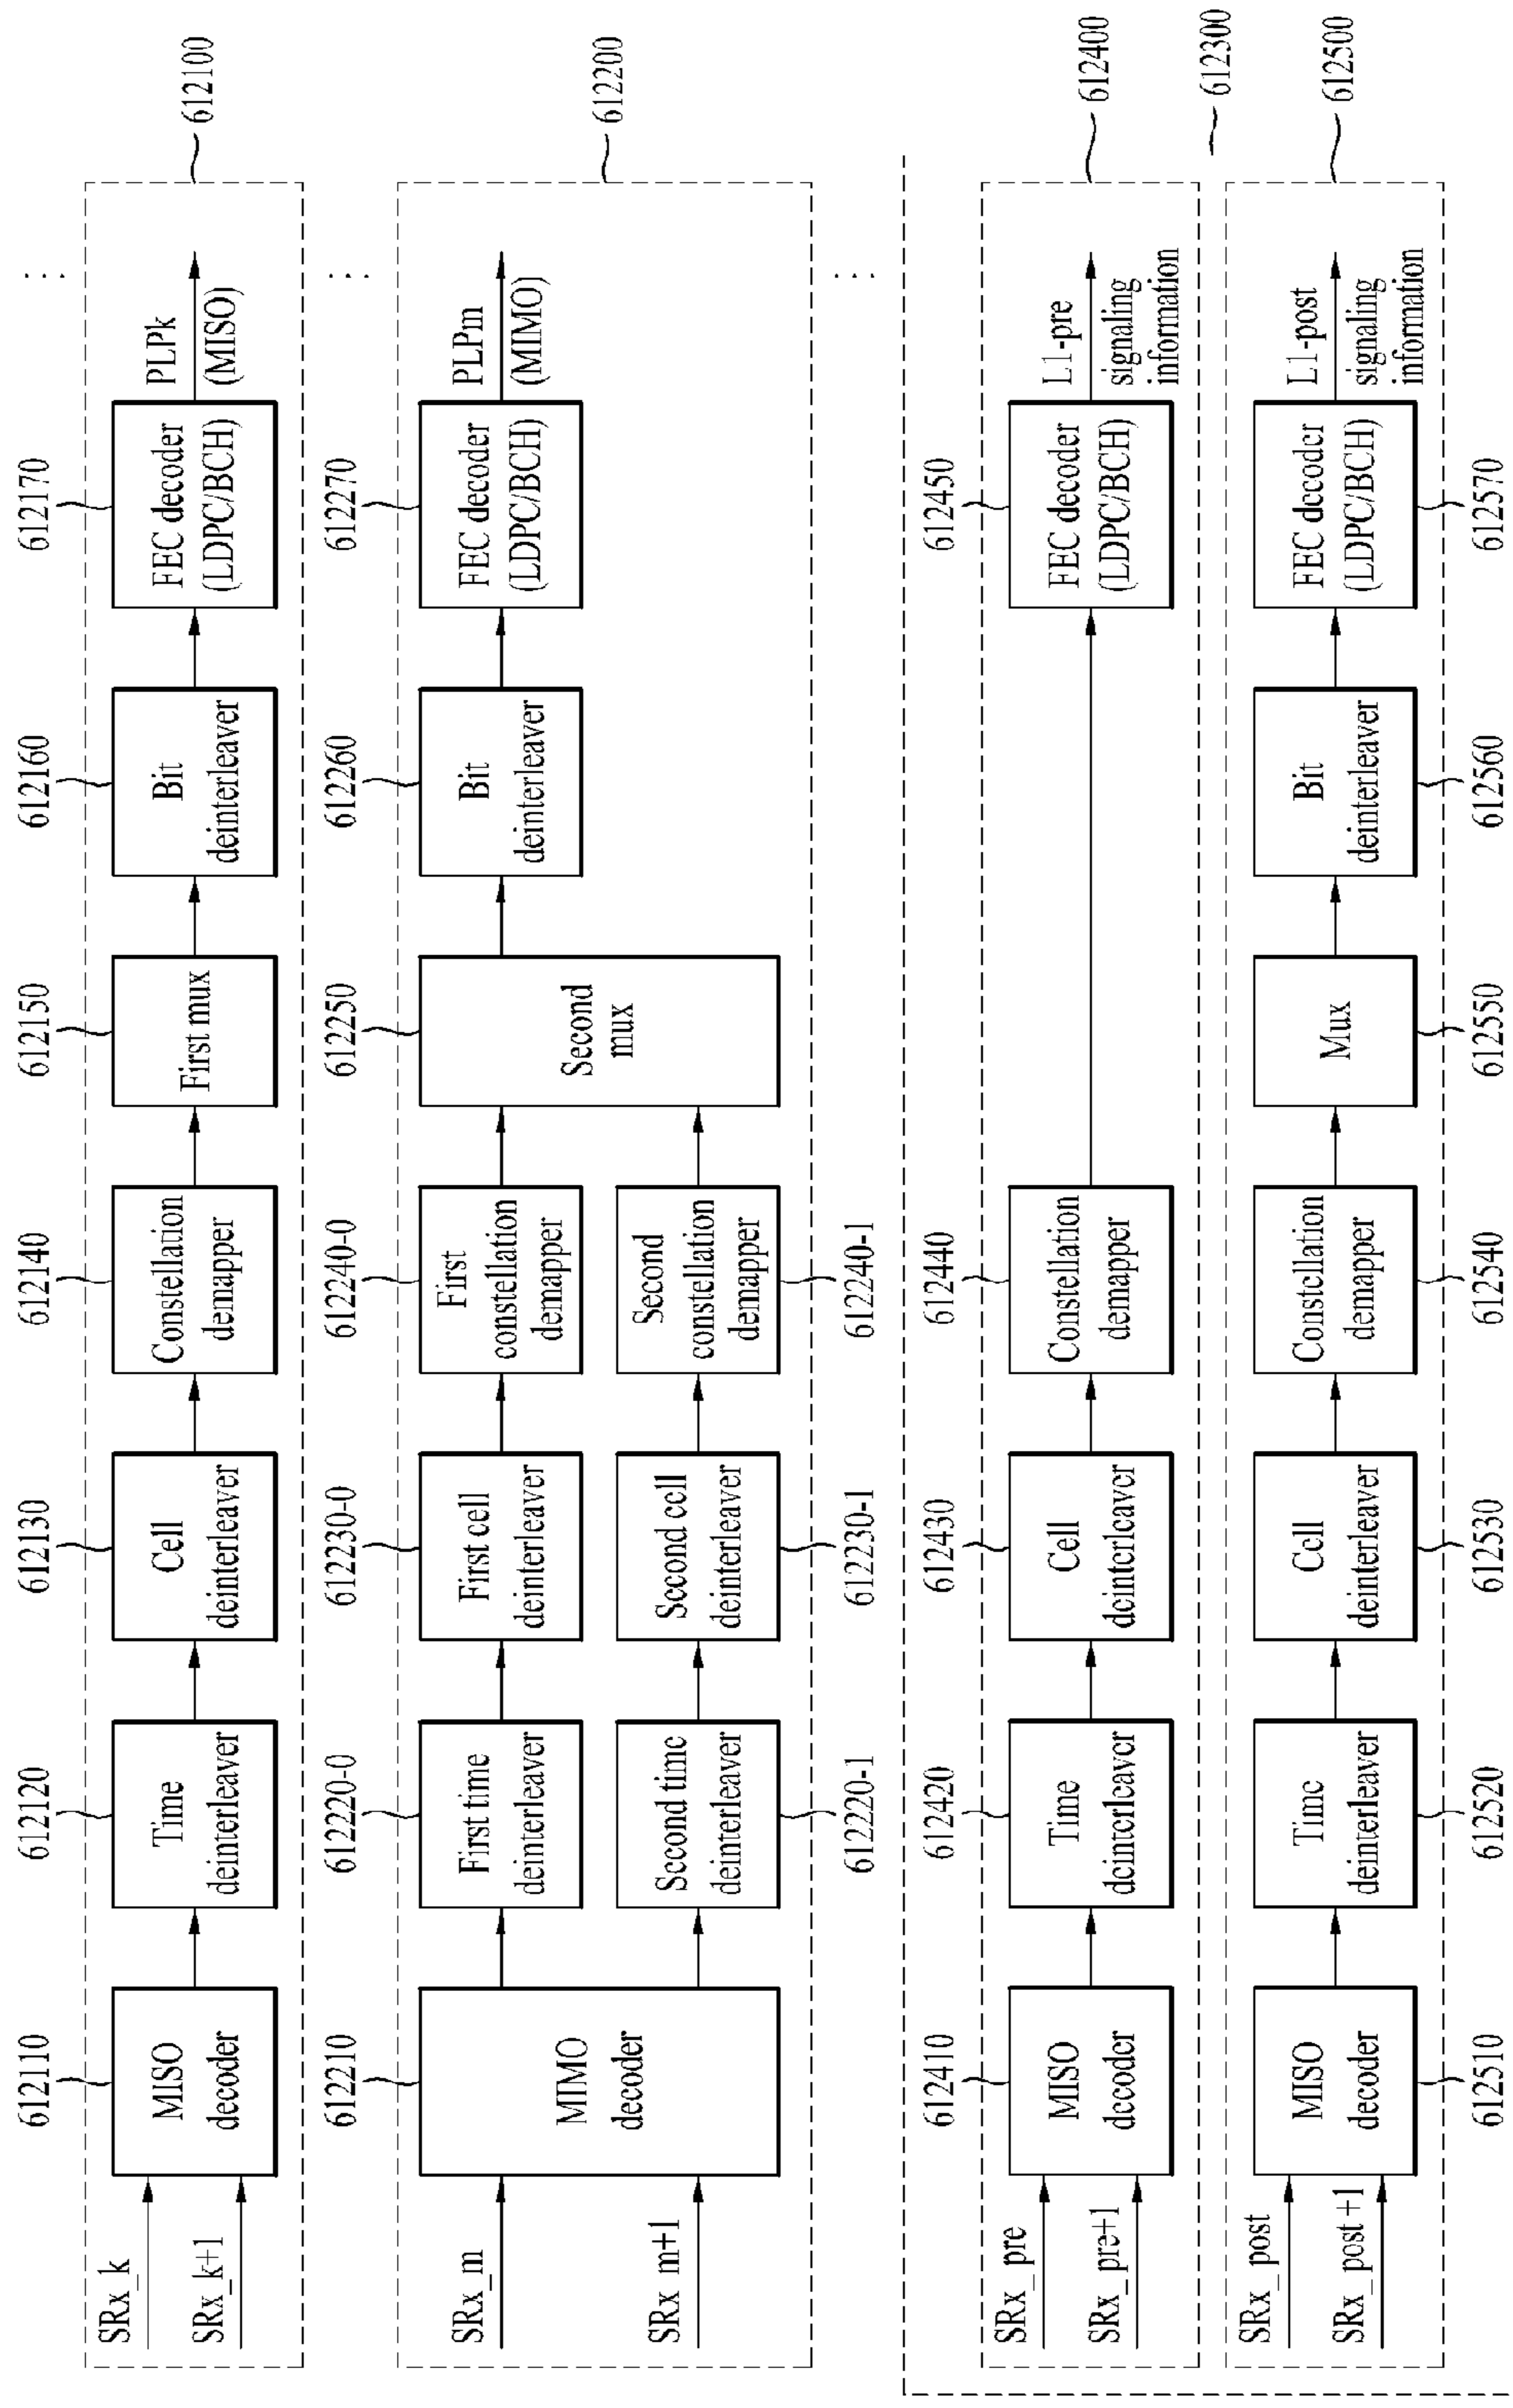 612110
612120
612130
612140
612150
612160
612170
SRx_k
SRx_k+1
MISO
decoder
Time
deinterleaver
Cell
deinterleaver
Constellation
demapper
First mux
Bit
deinterleaver
FEC decoder
(LDPC/BCH)
PLPk
(MISO)
612100
...
612210
612220-0
612230-0
612240-0
612250
612260
612270
SRx_m
SRx m+1
MIMO
decoder
First time
deinterleaver
First cell
deinterleaver
First
constellation
demapper
Second
mux
Bit
deinterleaver
FEC decoder
(LDPC/BCH)
PLPm
(MIMO)
612200
...
Second time
deinterleaver
Second cell
deinterleaver
Second
constellation
demapper
612220-1
612230-1
612240-1
...
612410
612420
612430
612440
612450
SRx_pre
SRx_pre+1
MISO
decoder
Time
deinterleaver
Cell
deinterleaver
Constellation
demapper
FEC decoder
(LDPC/BCH)
L1-pre
signaling
information
612400
612300
SRx_post
SRx_post +1
MISO
decoder
Time
deinterleaver
Cell
deinterleaver
Constellation
demapper
Mux
Bit
deinterleaver
FEC decoder
(LDPC/BCH)
L1-post
signaling
information
612500
612510
612520
612530
612540
612550
612560
612570